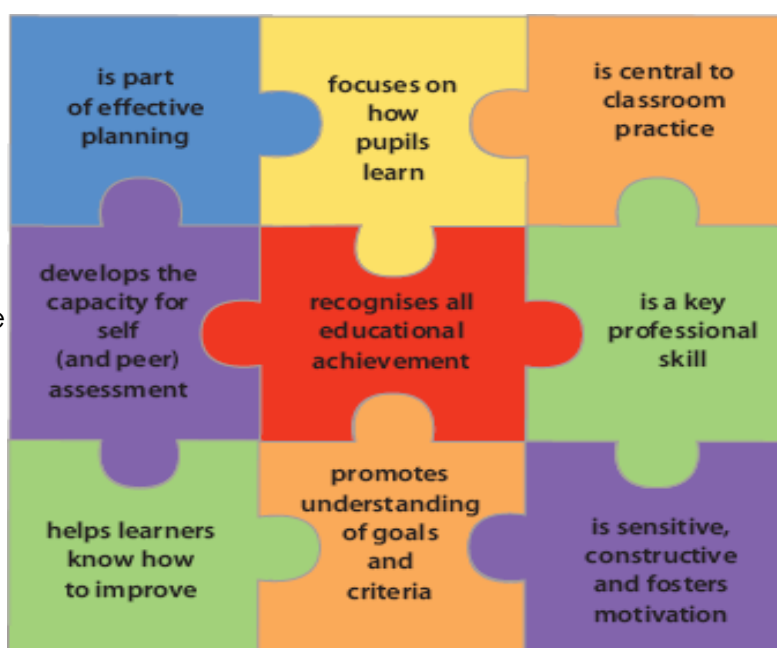 is part
of effective
planning
focuses on
how
pupils
learn
is central to
classroom
practice
develops the
capacity for
self
(and peer)
assessment
recognises all
educational
achievement
is a key
professional
skill
helps learners
know how
to improve
promotes
understanding
of goals
and
criteria
is sensitive,
constructive
and fosters
motivation